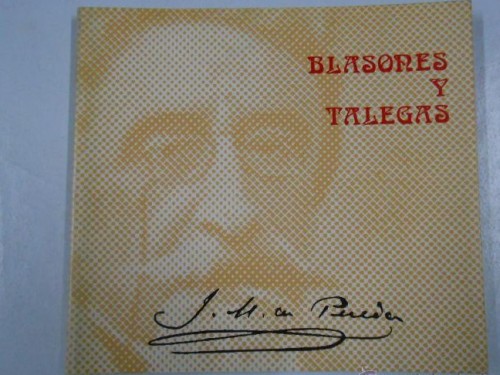 BLASONES
Y
TALEGAS
J. M. de Pereda